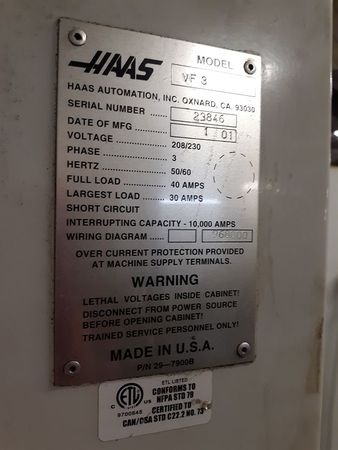 HAAS
MODEL
VF 3
HAAS AUTOMATION, INC. OXNARD, CA. 93030
SERIAL NUMBER 23846
DATE OF MFG 1 01
VOLTAGE 208/230
PHASE 3
HERTZ 50/60
FULL LOAD 40 AMPS
LARGEST LOAD 30 AMPS
SHORT CIRCUIT
INTERRUPTING CAPACITY - 10,000 AMPS
WIRING DIAGRAM
OVER CURRENT PROTECTION PROVIDED
AT MACHINE SUPPLY TERMINALS.
WARNING
LETHAL VOLTAGES INSIDE CABINET!
DISCONNECT FROM POWER SOURCE
BEFORE OPENING CABINET!
TRAINED SERVICE PERSONNEL ONLY!
MADE IN U.S.A.
P/N 29-7900B
ETL LISTED
CONFORMS TO
NFPA STD 79
C ETL US
9700845
CERTIFIED TO
CAN/CSA STD C22.2 NO. 73